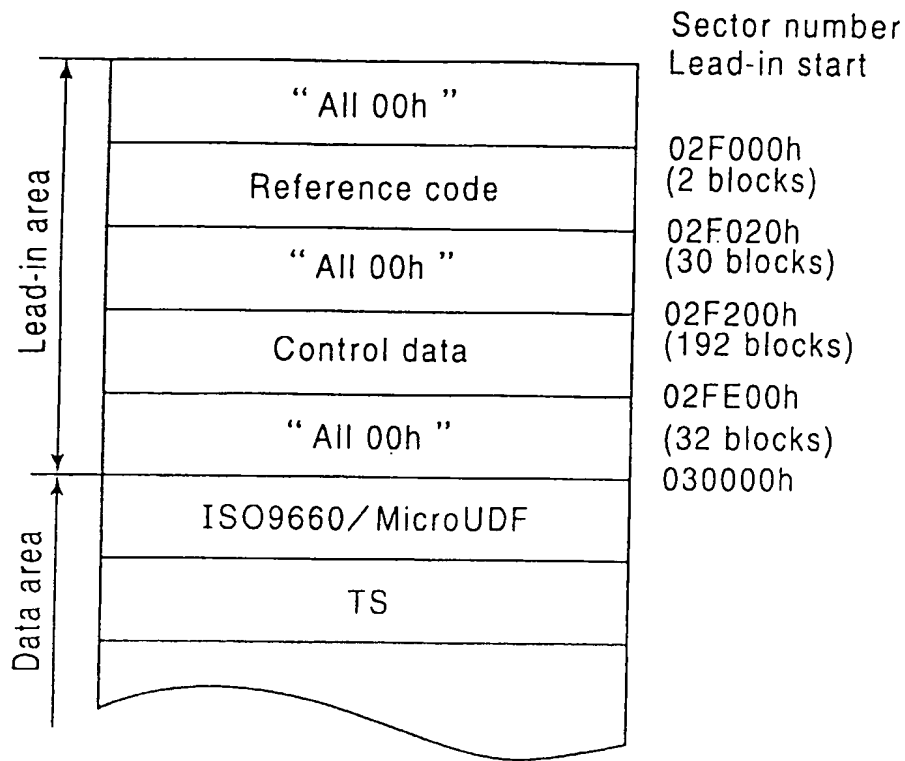 Sector number
Lead-in start
“ All 00h ”
02F000h
(2 blocks)
Reference code
02F020h
(30 blocks)
“ All 00h ”
02F200h
(192 blocks)
Control data
02FE00h
(32 blocks)
“ All 00h ”
030000h
ISO9660/MicroUDF
TS
Lead-in area
Data area